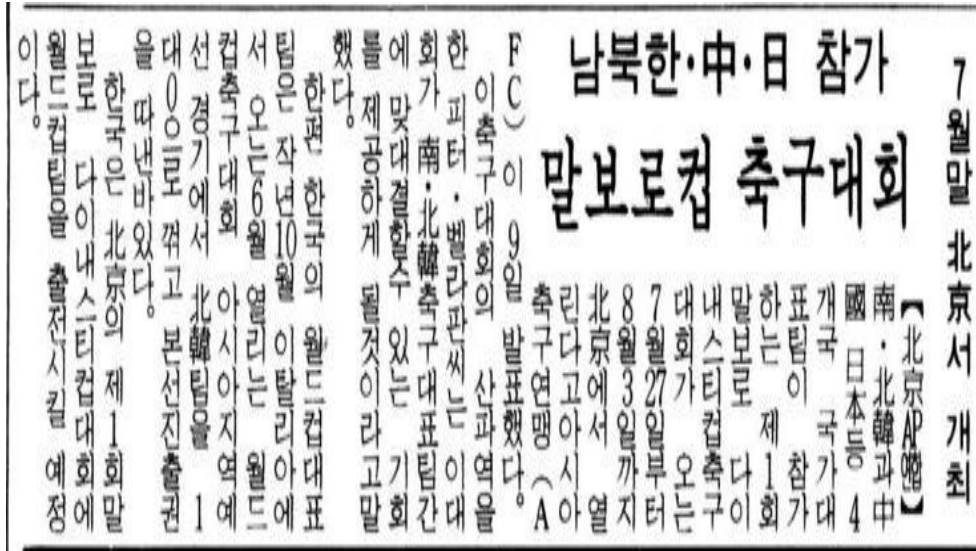 7월말 北京서 개최
남북한·中·日 참가
말보로컵 축구대회
【北京AP聯合】
南·北韓과 中
國 日本등 4
개국 국가대
표팀이 참가
하는 제1회
말보로 다이
내스티컵축구
대회가 오는
7월27일부터
8월3일까지
北京에서 열
린다고아시아
축구연맹(A
FC)이 9일 발표했다。
이축구대회의 산파역을
한 피터·벨라판씨는 이대
회가 南·北韓축구대표팀간
에 맞대결할수 있는 기회
를 제공하게 될것이라고말
했다。
한편 한국의 월드컵대표
팀은 작년10월 이탈리아에
서 오는6월 열리는 월드
컵축구대회 아시아지역예
선 경기에서 北韓팀을 1
대0으로 꺾고 본선진출권
을 따낸바있다。
한국은 北京의 제1회말
보로 다이내스티컵대회에
월드컵팀을 출전시킬 예정
이다。